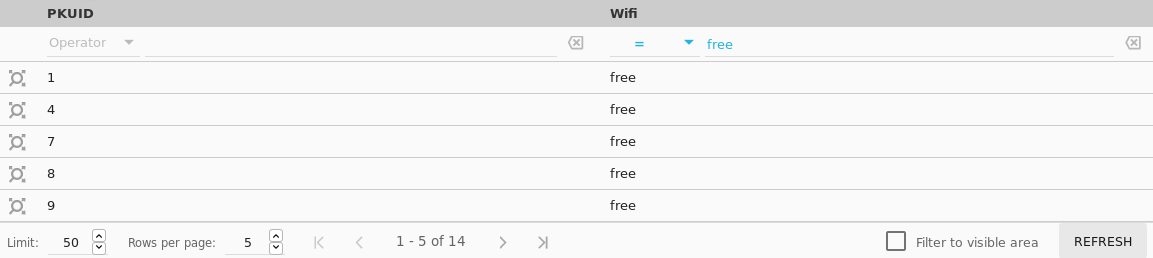 PKUID Wifi
Operator = free
1 free
4 free
7 free
8 free
9 free
Limit: 50 Rows per page: 5 1 - 5 of 14 Filter to visible area REFRESH